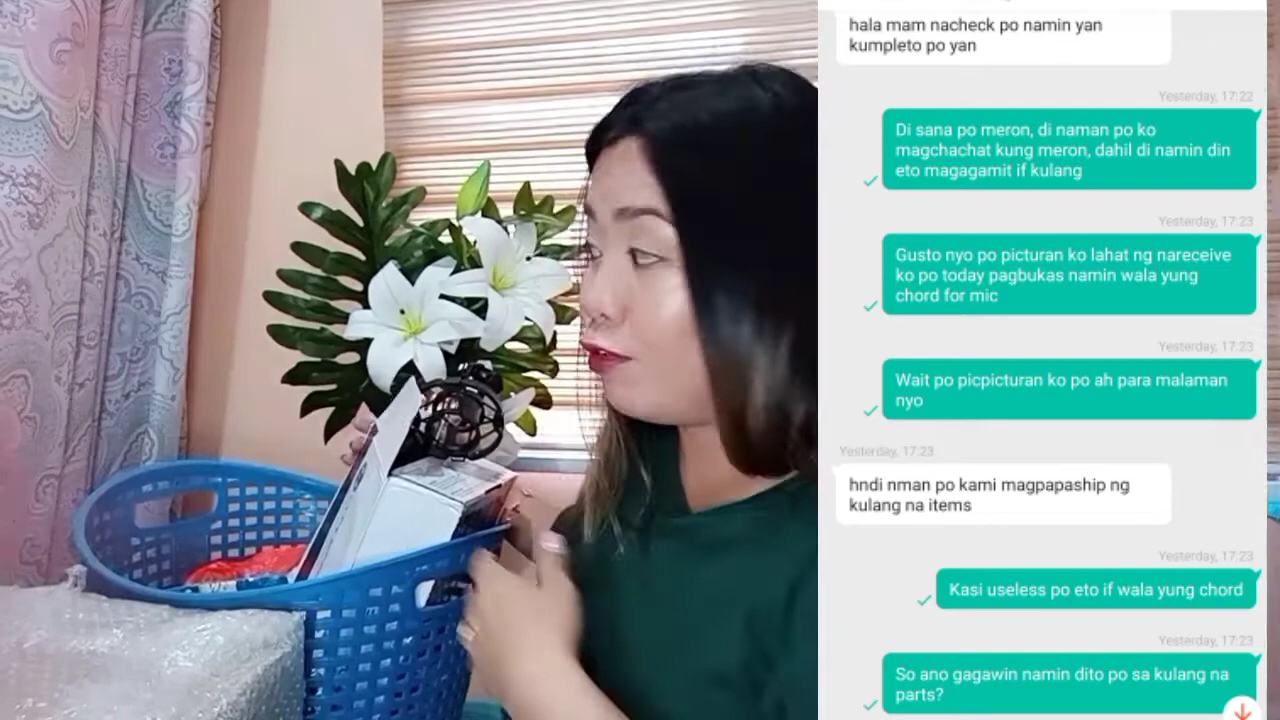 hala mam nacheck po namin yan
kumpleto po yan
Yesterday, 17:22
Di sana po meron, di naman po ko
magchachat kung meron, dahil di namin din
eto magagamit if kulang
Yesterday, 17:23
Gusto nyo po picturan ko lahat ng nareceive
ko po today pagbukas namin wala yung
chord for mic
Yesterday, 17:23
Wait po picpicturan ko po ah para malaman
nyo
Yesterday, 17:23
hndi nman po kami magpapaship ng
kulang na items
Yesterday, 17:23
Kasi useless po eto if wala yung chord
Yesterday, 17:23
So ano gagawin namin dito po sa kulang na
parts?